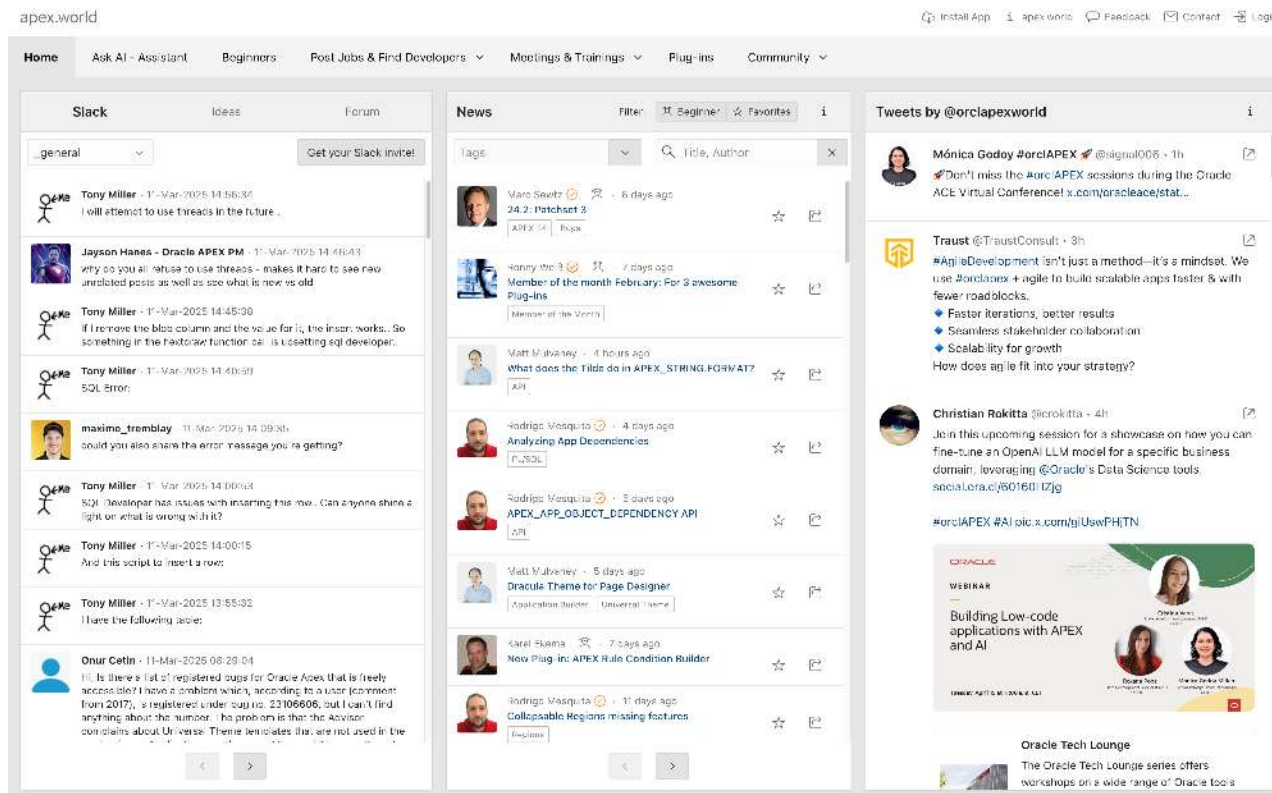 apex.world
Install App
apex.world
Feedback
Contact
Login
Home
Ask AI - Assistant
Beginners
Post Jobs & Find Developers
Meetings & Trainings
Plug-ins
Community
Slack
Ideas
Forum
_general
Get your Slack invite!
Tony Miller · 11-Mar-2025 14:56:34
I will attempt to use threads in the future..
Jayson Hanes - Oracle APEX PM · 11-Mar-2025 14:46:43
why do you all refuse to use threads - makes it hard to see new
unrelated posts as well as see what is new vs old
Tony Miller · 11-Mar-2025 14:45:38
If I remove the blob column and the value for it, the insert works.. So
something in the hextoraw function call is upsetting sql developer..
Tony Miller · 11-Mar-2025 14:40:59
SQL Error:
maxime_tremblay · 11-Mar-2025 14:09:35
could you also share the error message you're getting?
Tony Miller · 11-Mar-2025 14:00:53
SQL Developer has issues with inserting this row. Can anyone shine a
light on what is wrong with it?
Tony Miller · 11-Mar-2025 14:00:15
And this script to insert a row:
Tony Miller · 11-Mar-2025 13:55:32
I have the following table:
Onur Cetin · 11-Mar-2025 08:29:04
Hi, Is there a list of registered bugs for Oracle Apex that is freely
accessible? I have a problem which, according to a user (comment
from 2017), is registered under bug no. 23106606, but I can't find
anything about the number. The problem is that the Advisor
complains about Universal Theme templates that are not used in the
News
Filter
Beginner
Favorites
i
Tags
Title, Author
Marc Sewtz · 6 days ago
24.2: Patchset 3
APEX 24
Bugs
Member of the month February: For 3 awesome
Plug-ins
Member of the Month
Matt Mulvaney · 4 hours ago
What does the Tilde do in APEX_STRING.FORMAT?
API
Rodrigo Mesquita · 4 days ago
Analyzing App Dependencies
PL/SQL
Rodrigo Mesquita · 5 days ago
APEX_APP_OBJECT_DEPENDENCY API
API
Matt Mulvaney · 5 days ago
Dracula Theme for Page Designer
Application Builder
Universal Theme
Karel Ekema · 7 days ago
New Plug-in: APEX Rule Condition Builder
Rodrigo Mesquita · 11 days ago
Collapsable Regions missing features
Regions
Tweets by @orclapexworld
i
Mónica Godoy #orclAPEX 🚀 @signal006 · 1h
🚀Don't miss the #orclAPEX sessions during the Oracle
ACE Virtual Conference! x.com/oracleace/stat...
Traust @TraustConsult · 3h
#AgileDevelopment isn't just a method—it's a mindset. We
use #orclapex + agile to build scalable apps faster & with
fewer roadblocks.
🔹 Faster iterations, better results
🔹 Seamless stakeholder collaboration
🔹 Scalability for growth
How does agile fit into your strategy?
Christian Rokitta @crokitta · 4h
Join this upcoming session for a showcase on how you can
fine-tune an OpenAI LLM model for a specific business
domain, leveraging @Oracle's Data Science tools.
#orclAPEX #AI pic.x.com/giUswPHjTN
ORACLE
WEBINAR
Building Low-code
applications with APEX
and AI
Oracle Tech Lounge
The Oracle Tech Lounge series offers
workshops on a wide range of Oracle tools